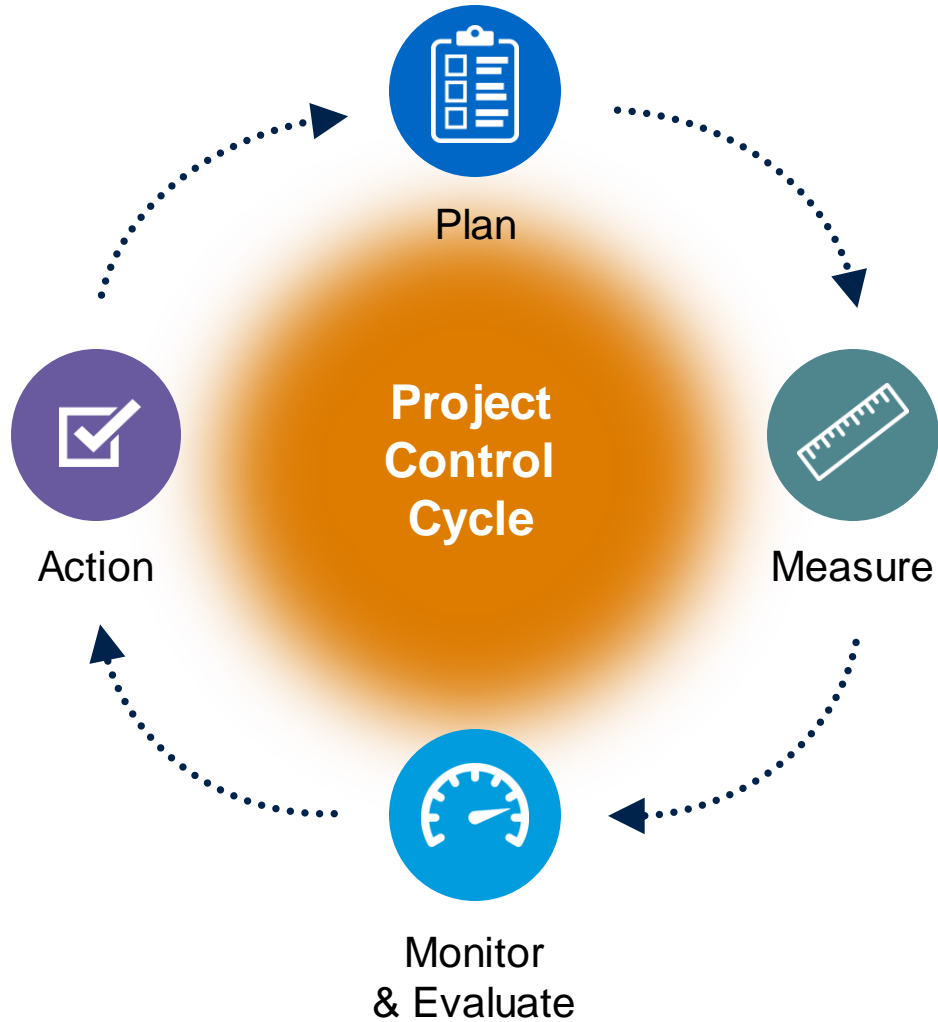 Plan
Project
Control
Cycle
Action
Measure
Monitor
& Evaluate